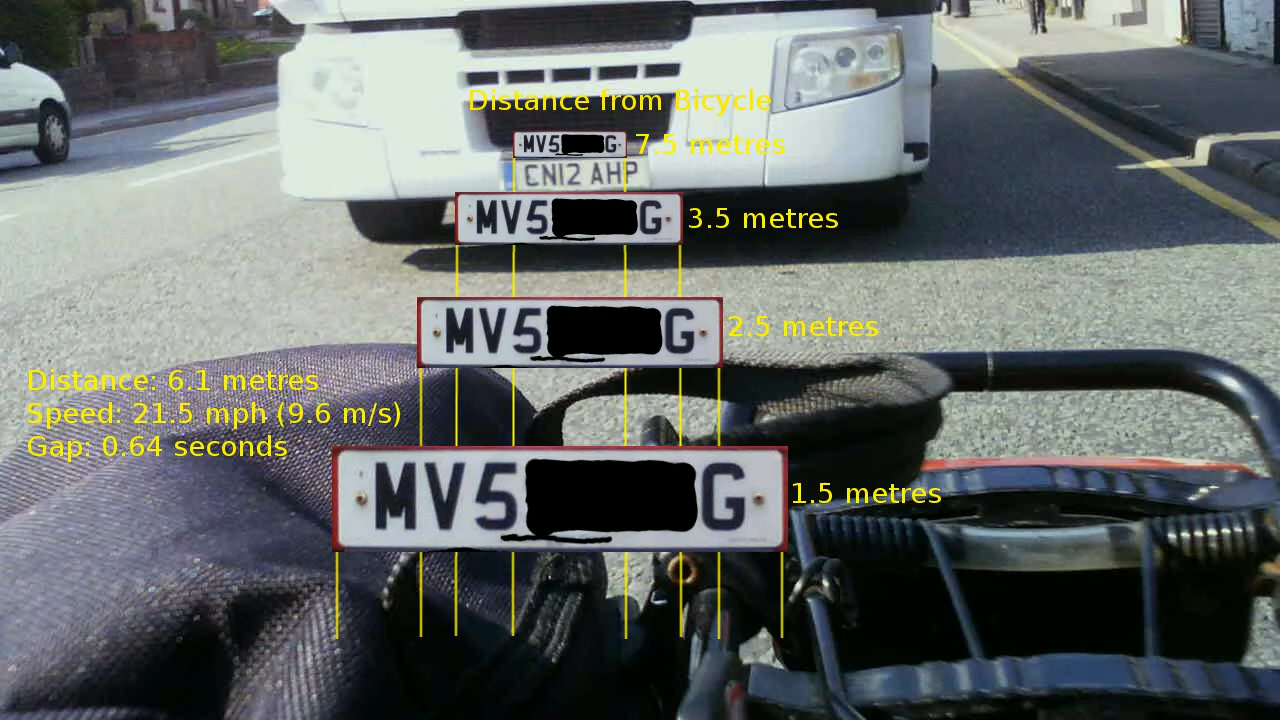 Distance from Bicycle
MV5 G 7.5 metres
CN12 AHP
MV5 G 3.5 metres
MV5 G 2.5 metres
Distance: 6.1 metres
Speed: 21.5 mph (9.6 m/s)
Gap: 0.64 seconds
MV5 G 1.5 metres